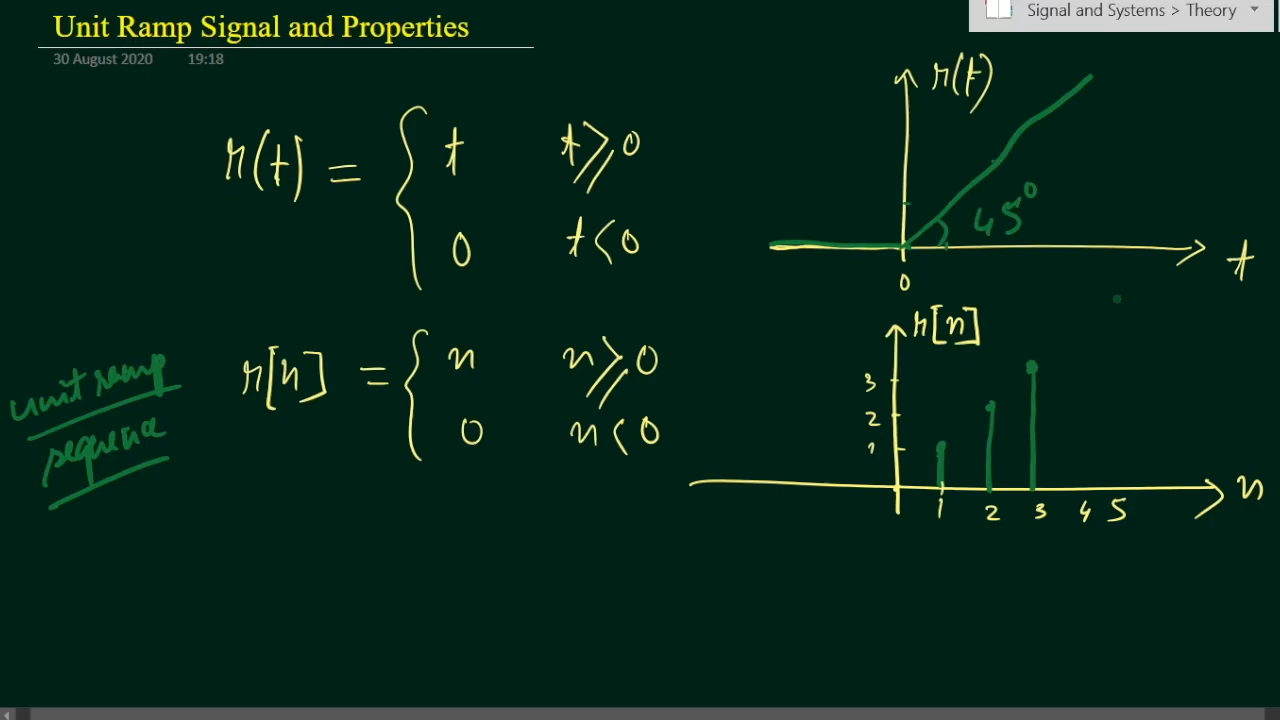 Unit Ramp Signal and Properties
30 August 2020 19:18
Signal and Systems > Theory
r(t) = { t t ⩾ 0
0 t < 0
r(t)
45°
0
t
unit ramp
sequence
r[n] = { n n ⩾ 0
0 n < 0
r[n]
3
2
1
1 2 3 4 5
n